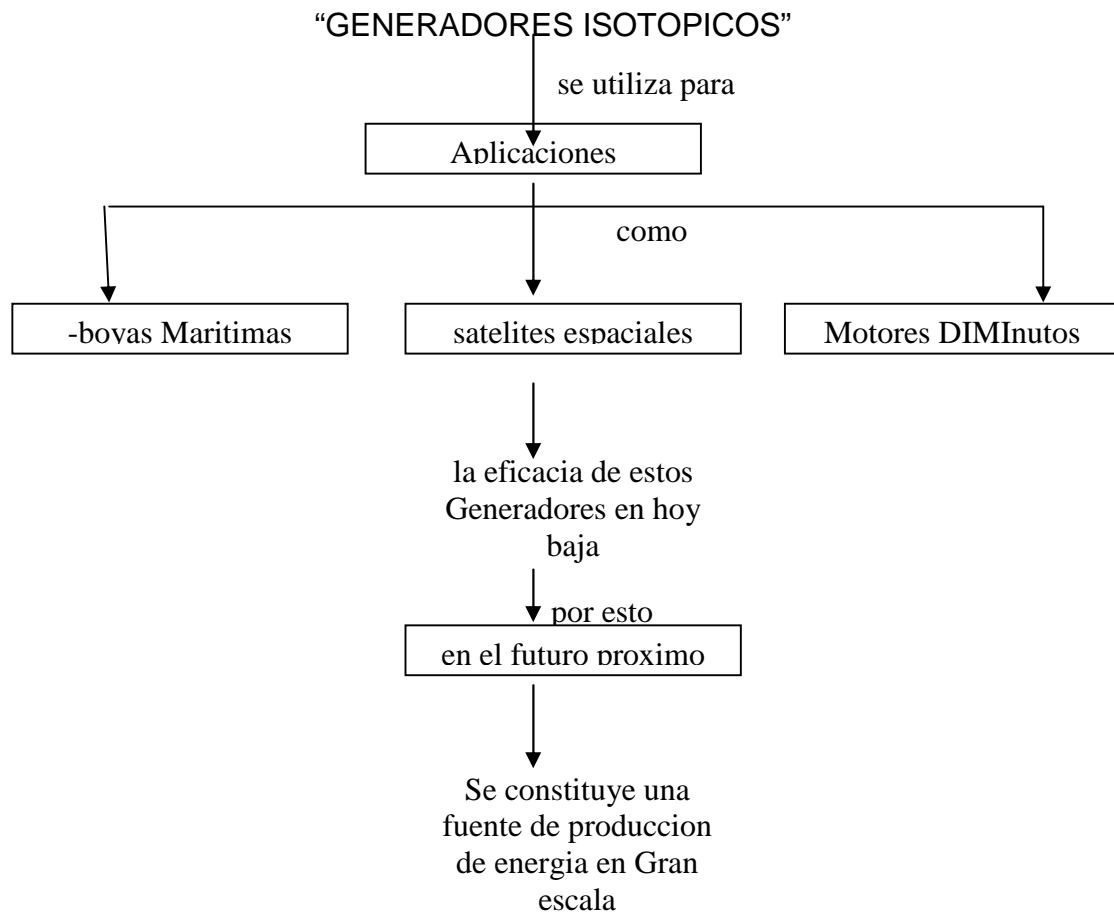 “GENERADORES ISOTOPICOS”
se utiliza para
Aplicaciones
como
-boyas Maritimas
satelites espaciales
Motores DIMInutos
la eficacia de estos
Generadores en hoy
baja
por esto
en el futuro proximo
Se constituye una
fuente de produccion
de energia en Gran
escala